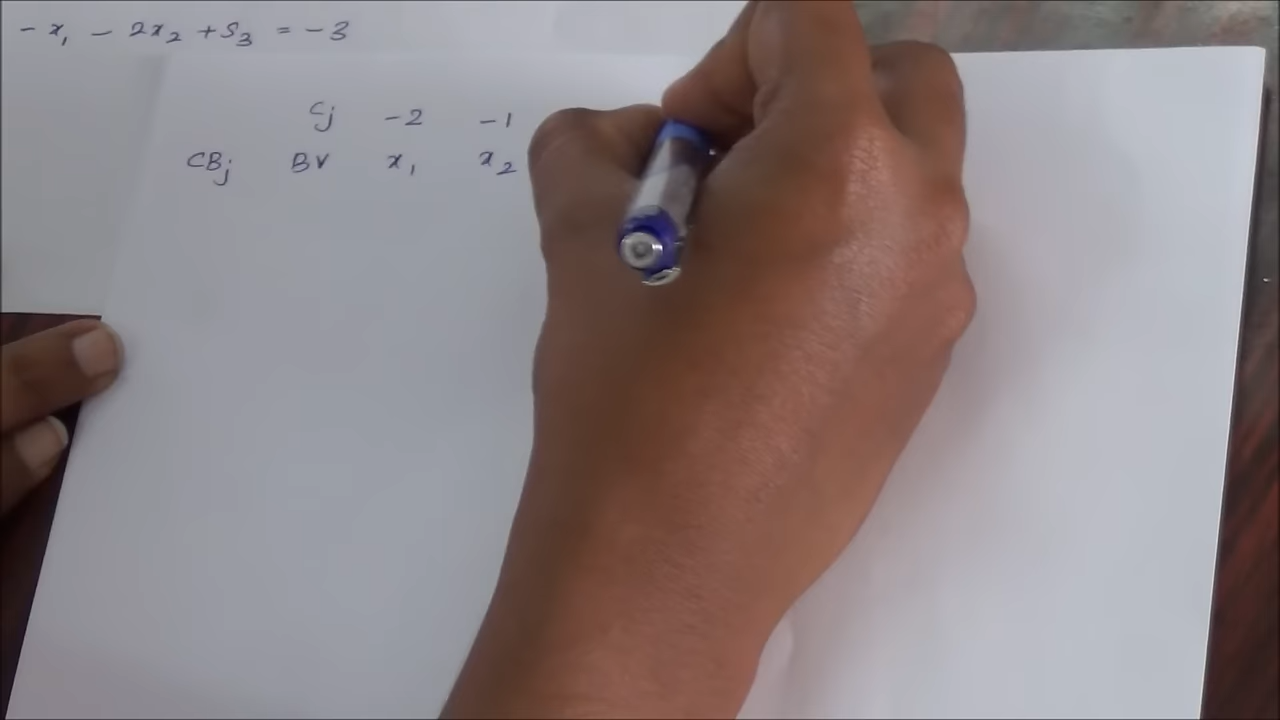 - x₁ - 2x₂ + S₃ = -3
Cj -2 -1
CBj BV x₁ x₂